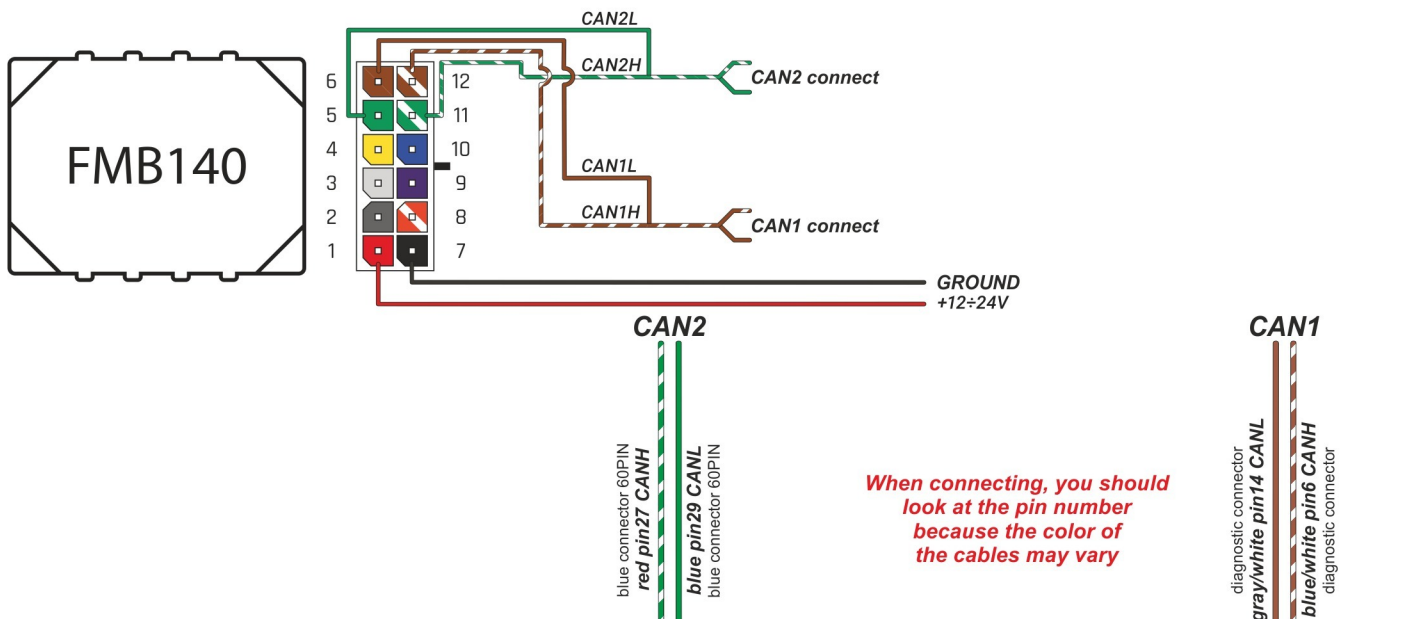 CAN2L
CAN2H
CAN2 connect
FMB140
6
12
5
11
4
10
3
9
2
8
1
7
CAN1L
CAN1H
CAN1 connect
GROUND
+12÷24V
CAN2
CAN1
blue connector 60PIN
red pin27 CANH
blue pin29 CANL
blue connector 60PIN
When connecting, you should
look at the pin number
because the color of
the cables may vary
diagnostic connector
gray/white pin14 CANL
blue/white pin6 CANH
diagnostic connector